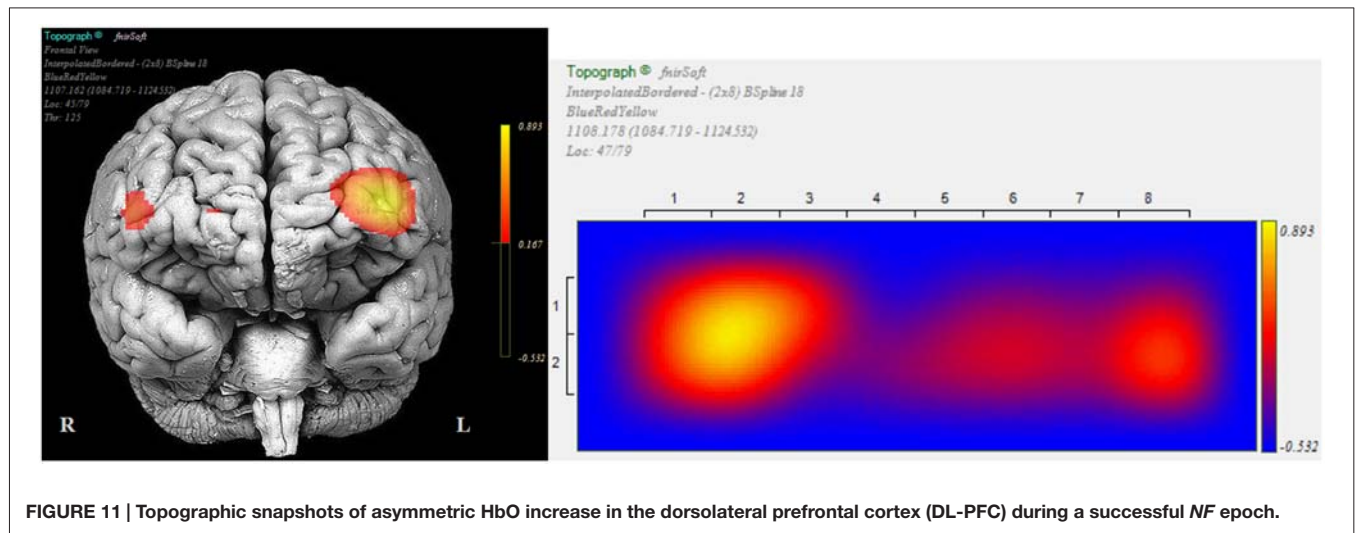 Topograph © fnirSoft
Frontal View
InterpolatedBordered - (2x8) BSpline 18
BlueRedYellow
1107.162 (1084.719 - 1124.532)
Loc: 45/79
Thr: 125
0.893
0.167
-0.532
R
L
Topograph © fnirSoft
InterpolatedBordered - (2x8) BSpline 18
BlueRedYellow
1108.178 (1084.719 - 1124.532)
Loc: 47/79
1 2 3 4 5 6 7 8
1
2
0.893
-0.532
FIGURE 11 | Topographic snapshots of asymmetric HbO increase in the dorsolateral prefrontal cortex (DL-PFC) during a successful NF epoch.